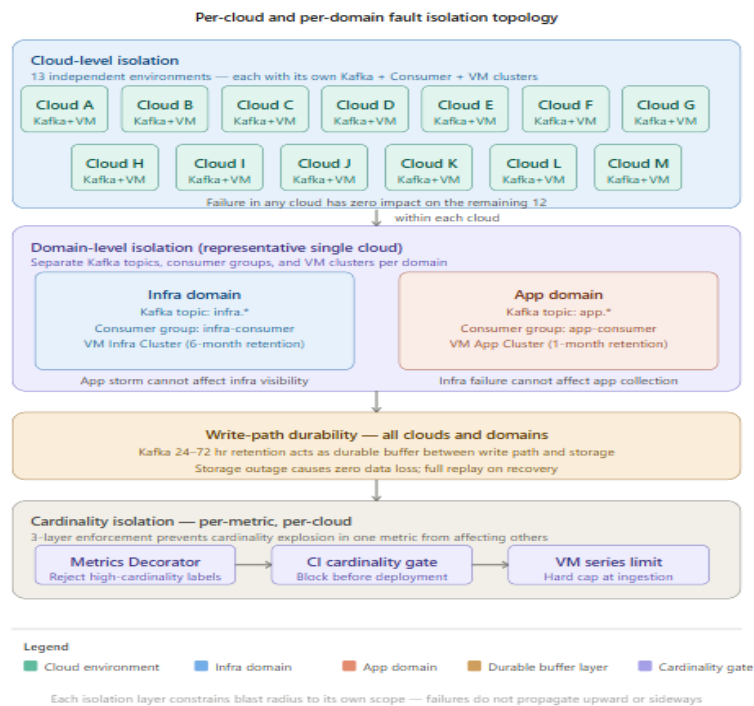 Per-cloud and per-domain fault isolation topology
Cloud-level isolation
13 independent environments — each with its own Kafka + Consumer + VM clusters
Cloud A Cloud B Cloud C Cloud D Cloud E Cloud F Cloud G
Kafka+VM Kafka+VM Kafka+VM Kafka+VM Kafka+VM Kafka+VM Kafka+VM
Cloud H Cloud I Cloud J Cloud K Cloud L Cloud M
Kafka+VM Kafka+VM Kafka+VM Kafka+VM Kafka+VM Kafka+VM
Failure in any cloud has zero impact on the remaining 12
within each cloud
Domain-level isolation (representative single cloud)
Separate Kafka topics, consumer groups, and VM clusters per domain
Infra domain
Kafka topic: infra.*
Consumer group: infra-consumer
VM Infra Cluster (6-month retention)
App domain
Kafka topic: app.*
Consumer group: app-consumer
VM App Cluster (1-month retention)
App storm cannot affect infra visibility
Infra failure cannot affect app collection
Write-path durability — all clouds and domains
Kafka 24–72 hr retention acts as durable buffer between write path and storage
Storage outage causes zero data loss; full replay on recovery
Cardinality isolation — per-metric, per-cloud
3-layer enforcement prevents cardinality explosion in one metric from affecting others
Metrics Decorator
Reject high-cardinality labels
CI cardinality gate
Block before deployment
VM series limit
Hard cap at ingestion
Legend
Cloud environment Infra domain App domain Durable buffer layer Cardinality gate
Each isolation layer constrains blast radius to its own scope — failures do not propagate upward or sideways